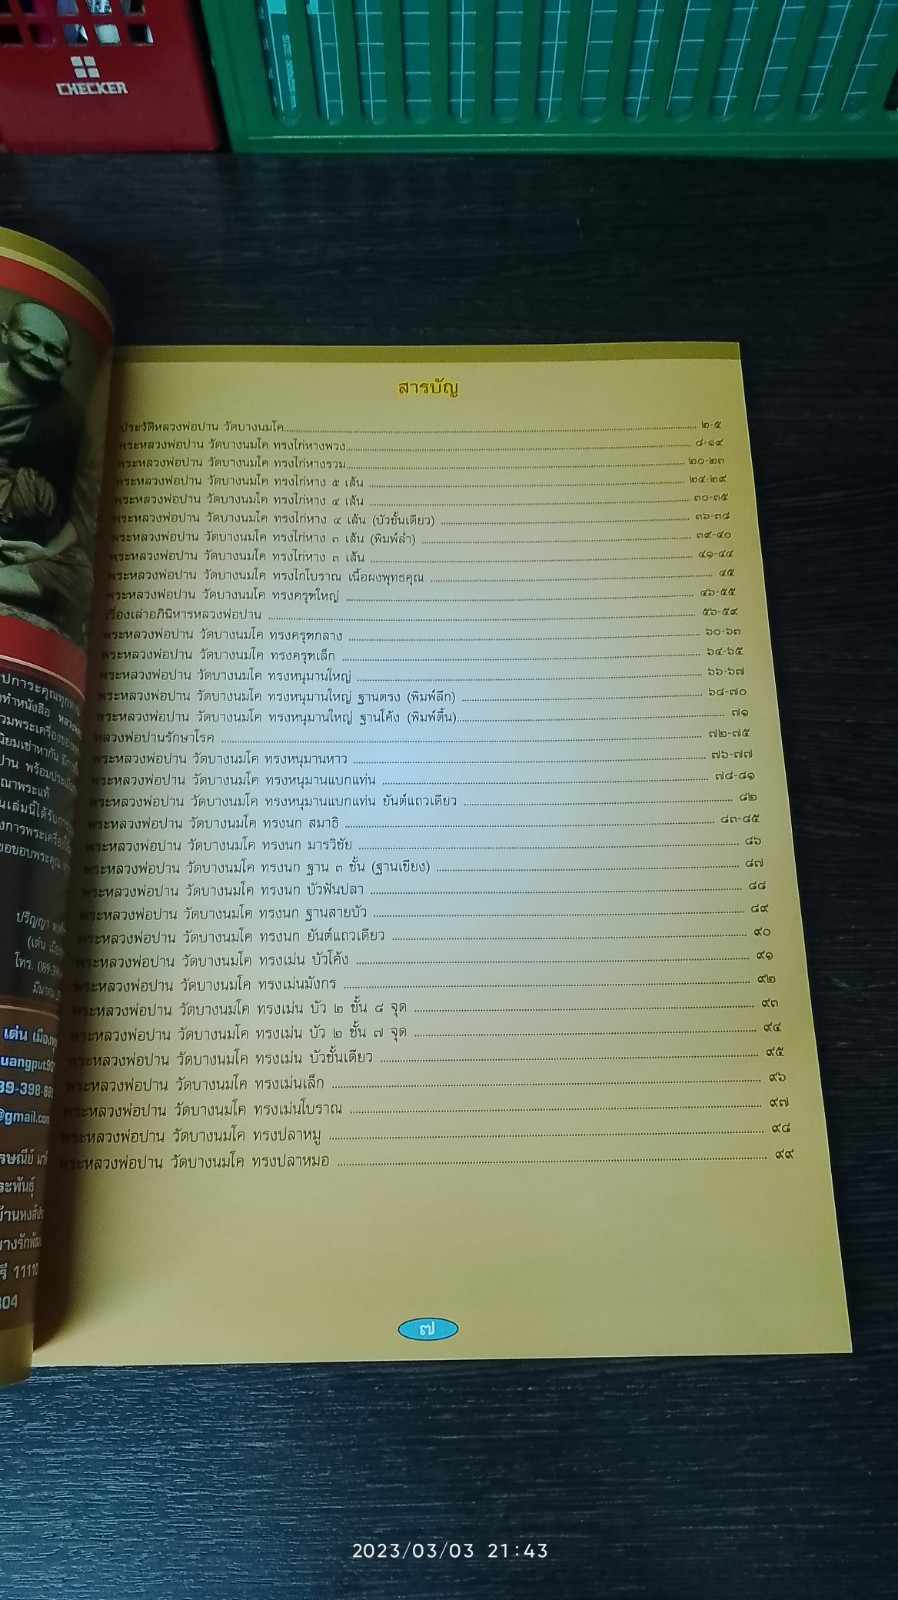 CHECKER
สารบัญ
ประวัติหลวงพ่อปาน วัดบางนมโค ๒-๕
พระหลวงพ่อปาน วัดบางนมโค ทรงไก่หางพวง ๘-๑๙
พระหลวงพ่อปาน วัดบางนมโค ทรงไก่หางรวม ๒๐-๒๓
พระหลวงพ่อปาน วัดบางนมโค ทรงไก่หาง ๕ เส้น ๒๔-๒๙
พระหลวงพ่อปาน วัดบางนมโค ทรงไก่หาง ๔ เส้น ๓๐-๓๕
พระหลวงพ่อปาน วัดบางนมโค ทรงไก่หาง ๔ เส้น (บัวชั้นเดียว) ๓๖-๓๘
พระหลวงพ่อปาน วัดบางนมโค ทรงไก่หาง ๓ เส้น (พิมพ์ล่ำ) ๓๙-๔๐
พระหลวงพ่อปาน วัดบางนมโค ทรงไก่หาง ๓ เส้น ๔๑-๔๔
พระหลวงพ่อปาน วัดบางนมโค ทรงไก่โบราณ เนื้อผงพุทธคุณ ๔๕
พระหลวงพ่อปาน วัดบางนมโค ทรงครุฑใหญ่ ๔๖-๕๕
เรื่องเล่าอภินิหารหลวงพ่อปาน ๕๖-๕๙
พระหลวงพ่อปาน วัดบางนมโค ทรงครุฑกลาง ๖๐-๖๓
พระหลวงพ่อปาน วัดบางนมโค ทรงครุฑเล็ก ๖๔-๖๕
พระหลวงพ่อปาน วัดบางนมโค ทรงหนุมานใหญ่ ๖๖-๖๗
พระหลวงพ่อปาน วัดบางนมโค ทรงหนุมานใหญ่ ฐานตรง (พิมพ์ลึก) ๖๘-๗๐
พระหลวงพ่อปาน วัดบางนมโค ทรงหนุมานใหญ่ ฐานโค้ง (พิมพ์ตื้น) ๗๑
หลวงพ่อปานรักษาโรค ๗๒-๗๕
พระหลวงพ่อปาน วัดบางนมโค ทรงหนุมานหาว ๗๖-๗๗
พระหลวงพ่อปาน วัดบางนมโค ทรงหนุมานแบกแท่น ๗๘-๘๑
พระหลวงพ่อปาน วัดบางนมโค ทรงหนุมานแบกแท่น ยันต์แถวเดียว ๘๒
พระหลวงพ่อปาน วัดบางนมโค ทรงนก สมาธิ ๘๓-๘๕
พระหลวงพ่อปาน วัดบางนมโค ทรงนก มารวิชัย ๘๖
พระหลวงพ่อปาน วัดบางนมโค ทรงนก ฐาน ๓ ชั้น (ฐานเขียง) ๘๗
พระหลวงพ่อปาน วัดบางนมโค ทรงนก บัวฟันปลา ๘๘
พระหลวงพ่อปาน วัดบางนมโค ทรงนก ฐานสายบัว ๘๙
พระหลวงพ่อปาน วัดบางนมโค ทรงนก ยันต์แถวเดียว ๙๐
พระหลวงพ่อปาน วัดบางนมโค ทรงเม่น บัวโค้ง ๙๑
พระหลวงพ่อปาน วัดบางนมโค ทรงเม่นมังกร ๙๒
พระหลวงพ่อปาน วัดบางนมโค ทรงเม่น บัว ๒ ชั้น ๘ จุด ๙๓
พระหลวงพ่อปาน วัดบางนมโค ทรงเม่น บัว ๒ ชั้น ๗ จุด ๙๔
พระหลวงพ่อปาน วัดบางนมโค ทรงเม่น บัวชั้นเดียว ๙๕
พระหลวงพ่อปาน วัดบางนมโค ทรงเม่นเล็ก ๙๖
พระหลวงพ่อปาน วัดบางนมโค ทรงเม่นโบราณ ๙๗
พระหลวงพ่อปาน วัดบางนมโค ทรงปลาหมู ๙๘
พระหลวงพ่อปาน วัดบางนมโค ทรงปลาหมอ ๙๙
๗
2023/03/03 21:43